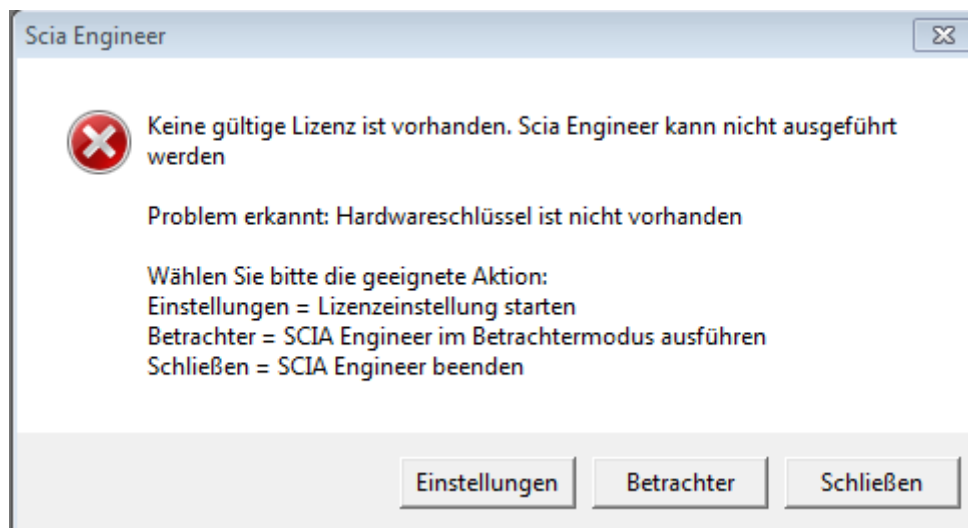 Scia Engineer
Keine gültige Lizenz ist vorhanden. Scia Engineer kann nicht ausgeführt
werden
Problem erkannt: Hardwareschlüssel ist nicht vorhanden
Wählen Sie bitte die geeignete Aktion:
Einstellungen = Lizenzeinstellung starten
Betrachter = SCIA Engineer im Betrachtermodus ausführen
Schließen = SCIA Engineer beenden
Einstellungen Betrachter Schließen